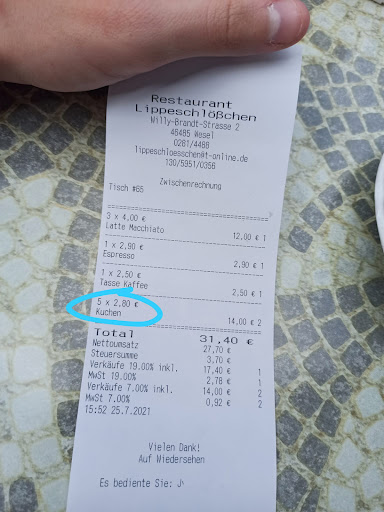 Restaurant
Lippeschlößchen
Willy-Brandt-Strasse 2
46485 Wesel
0281/4488
lippeschloesschen@t-online.de
130/5951/0356
Zwischenrechnung
Tisch #65
3 x 4,00 €
Latte Macchiato 12,00 € 1
1 x 2,90 €
Espresso 2,90 € 1
1 x 2,50 €
Tasse Kaffee 2,50 € 1
5 x 2,80 €
Kuchen 14,00 € 2
Total 31,40 €
Nettoumsatz 27,70 €
Steuersumme 3,70 €
Verkäufe 19.00% inkl. 17,40 € 1
MwSt 19.00% 2,78 € 1
Verkäufe 7.00% inkl. 14,00 € 2
MwSt 7.00% 0,92 € 2
15:52 25.7.2021
Vielen Dank!
Auf Wiedersehen
Es bediente Sie: